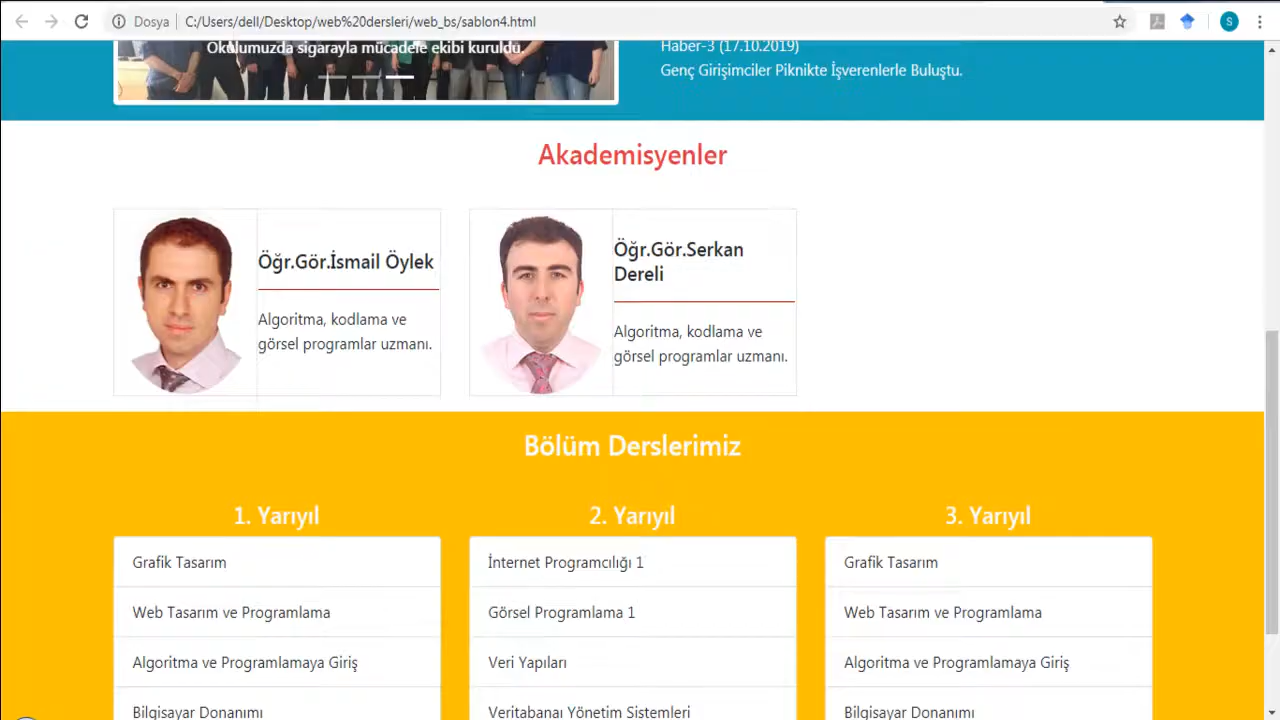 Dosya C:/Users/dell/Desktop/web%20dersleri/web_bs/sablon4.html
S
Okulumuzda sigarayla mücadele ekibi kuruldu.
Haber-3 (17.10.2019)
Genç Girişimciler Piknikte İşverenlerle Buluştu.
Akademisyenler
Öğr.Gör.İsmail Öylek
Algoritma, kodlama ve
görsel programlar uzmanı.
Öğr.Gör.Serkan
Dereli
Algoritma, kodlama ve
görsel programlar uzmanı.
Bölüm Derslerimiz
1. Yarıyıl
Grafik Tasarım
Web Tasarım ve Programlama
Algoritma ve Programlamaya Giriş
Bilgisayar Donanımı
2. Yarıyıl
İnternet Programcılığı 1
Görsel Programlama 1
Veri Yapıları
Veritabanaı Yönetim Sistemleri
3. Yarıyıl
Grafik Tasarım
Web Tasarım ve Programlama
Algoritma ve Programlamaya Giriş
Bilgisayar Donanımı